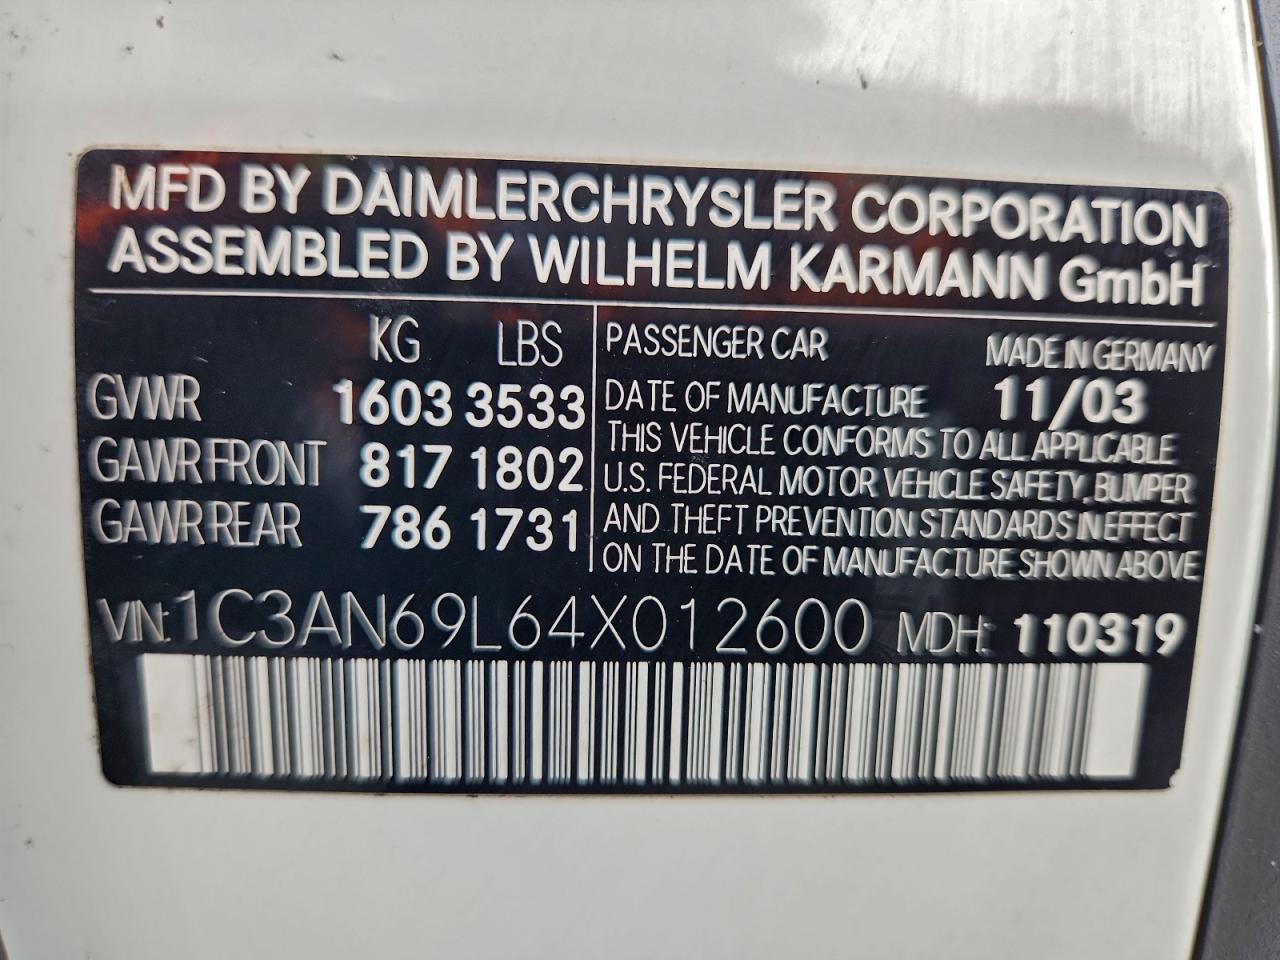 MFD BY DAIMLERCHRYSLER CORPORATION
ASSEMBLED BY WILHELM KARMANN GmbH
KG LBS
GVWR 1603 3533
GAWR FRONT 817 1802
GAWR REAR 786 1731
PASSENGER CAR MADE IN GERMANY
DATE OF MANUFACTURE 11/03
THIS VEHICLE CONFORMS TO ALL APPLICABLE
U.S. FEDERAL MOTOR VEHICLE SAFETY, BUMPER
AND THEFT PREVENTION STANDARDS IN EFFECT
ON THE DATE OF MANUFACTURE SHOWN ABOVE
VIN: 1C3AN69L64X012600 MDH: 110319